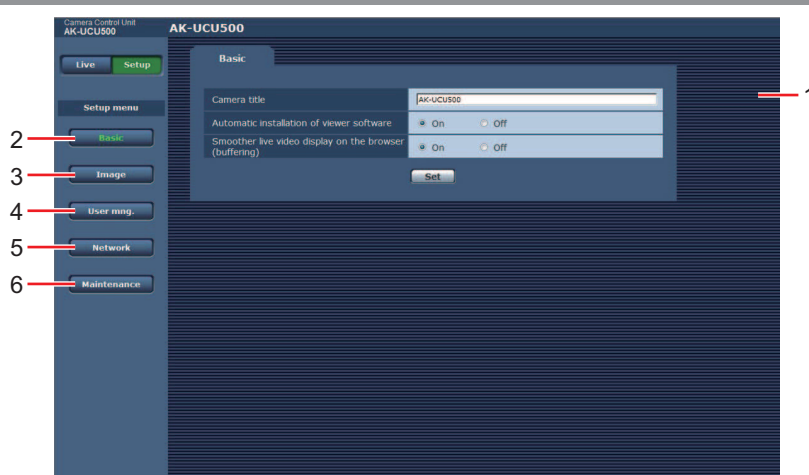 Camera Control Unit
AK-UCU500
AK-UCU500
Live
Setup
Basic
Setup menu
Camera title
AK-UCU500
Automatic installation of viewer software
On
Off
Smoother live video display on the browser
(buffering)
On
Off
Set
1
2
Basic
3
Image
4
User mng.
5
Network
6
Maintenance